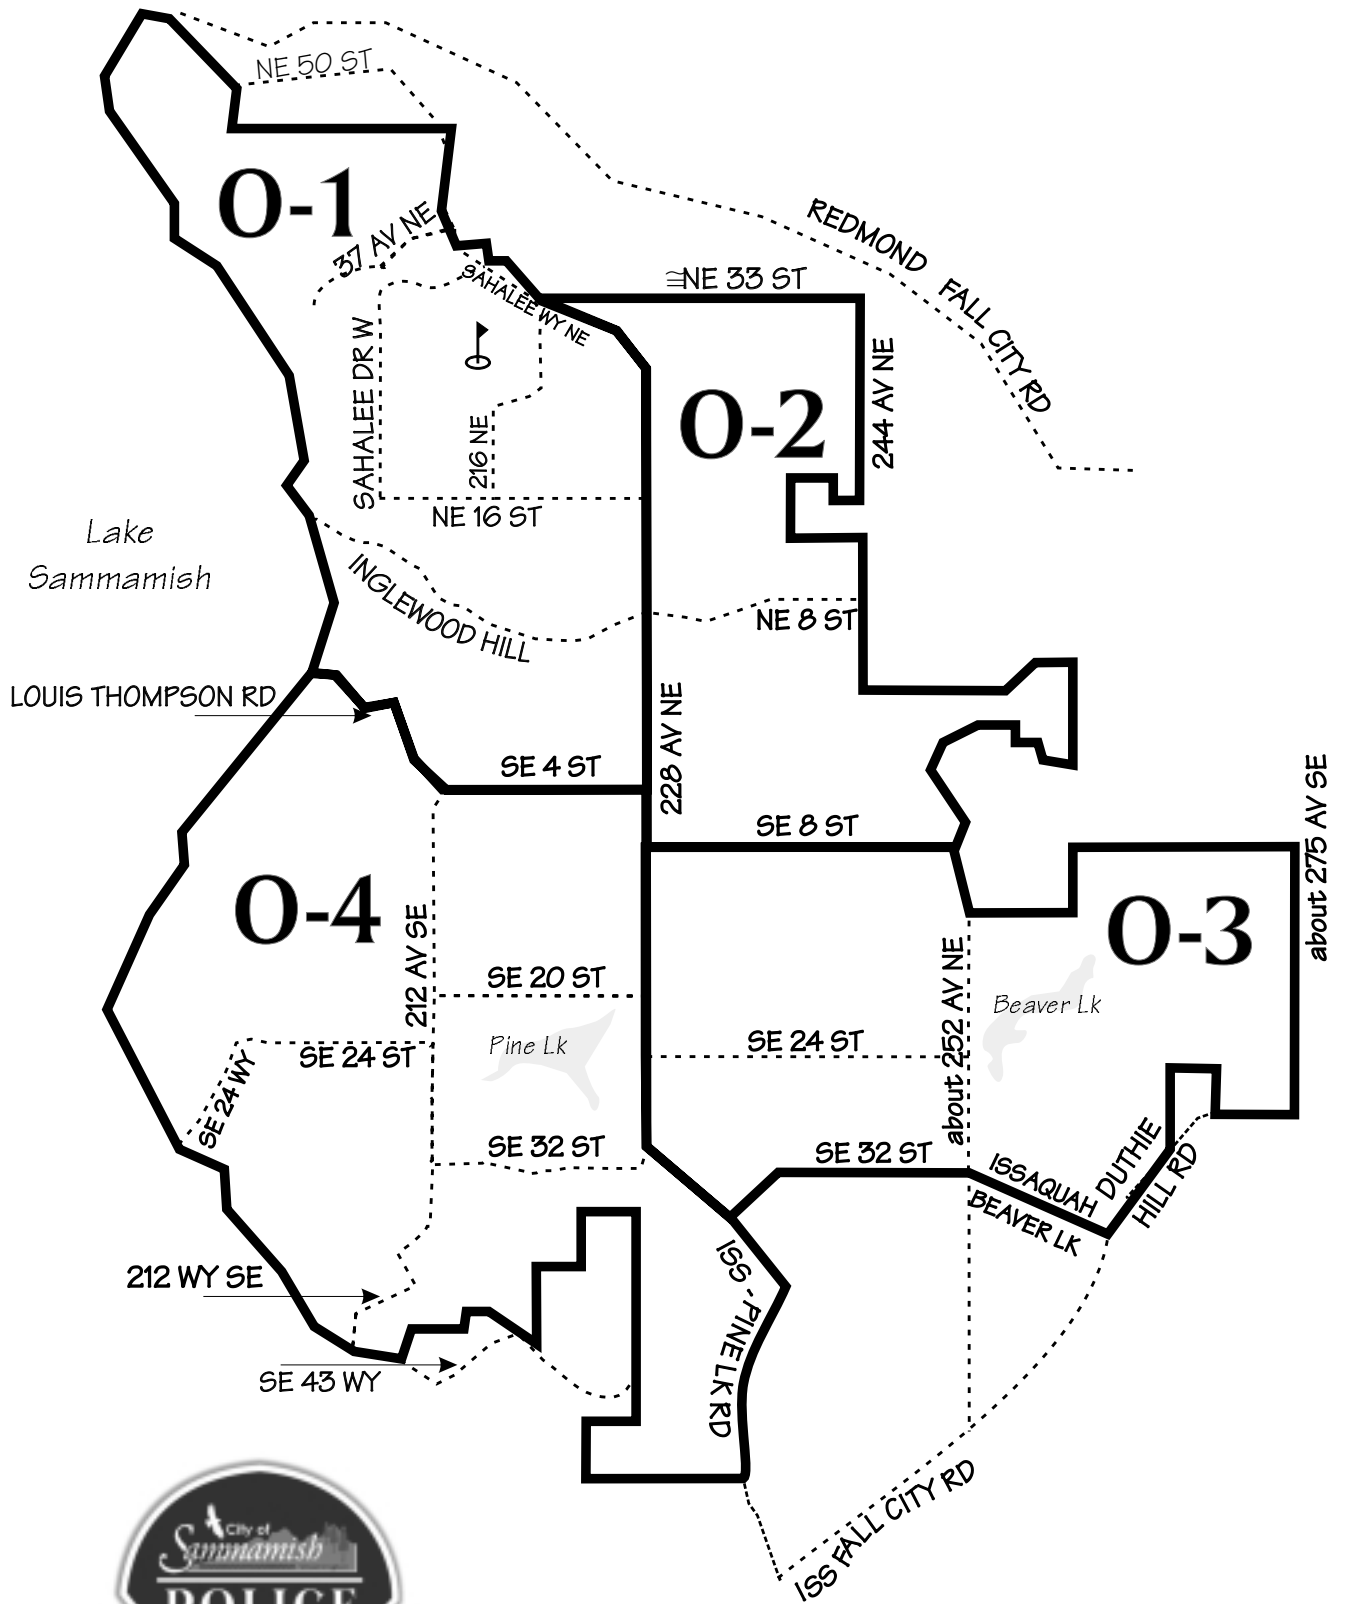 NE 50 ST
O-1
37 AV NE
REDMOND FALL CITY RD
SAHALEE WY NE
≈NE 33 ST
SAHALEE DR W
244 AV NE
O-2
216 NE
NE 16 ST
Lake
Sammamish
INGLEWOOD HILL
NE 8 ST
LOUIS THOMPSON RD
228 AV NE
SE 4 ST
SE 8 ST
about 275 AV SE
O-4
O-3
212 AV SE
SE 20 ST
about 252 AV NE
Beaver Lk
Pine Lk
SE 24 ST
SE 24 ST
SE 24 WY
SE 32 ST
SE 32 ST
ISSAQUAH
BEAVER LK
DUTHIE
HILL RD
212 WY SE
ISS - PINE LK RD
SE 43 WY
ISS FALL CITY RD
City of
Sammamish
POLICE